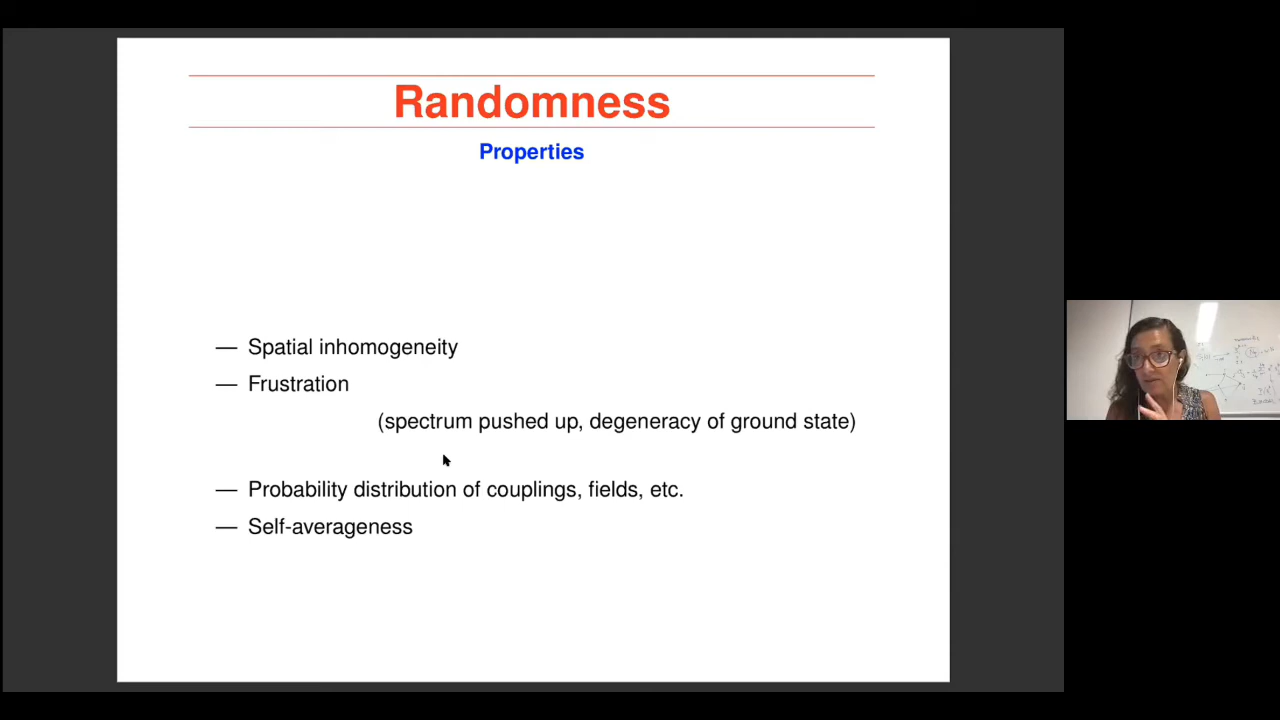 Randomness
Properties
— Spatial inhomogeneity
— Frustration
(spectrum pushed up, degeneracy of ground state)
— Probability distribution of couplings, fields, etc.
— Self-averageness